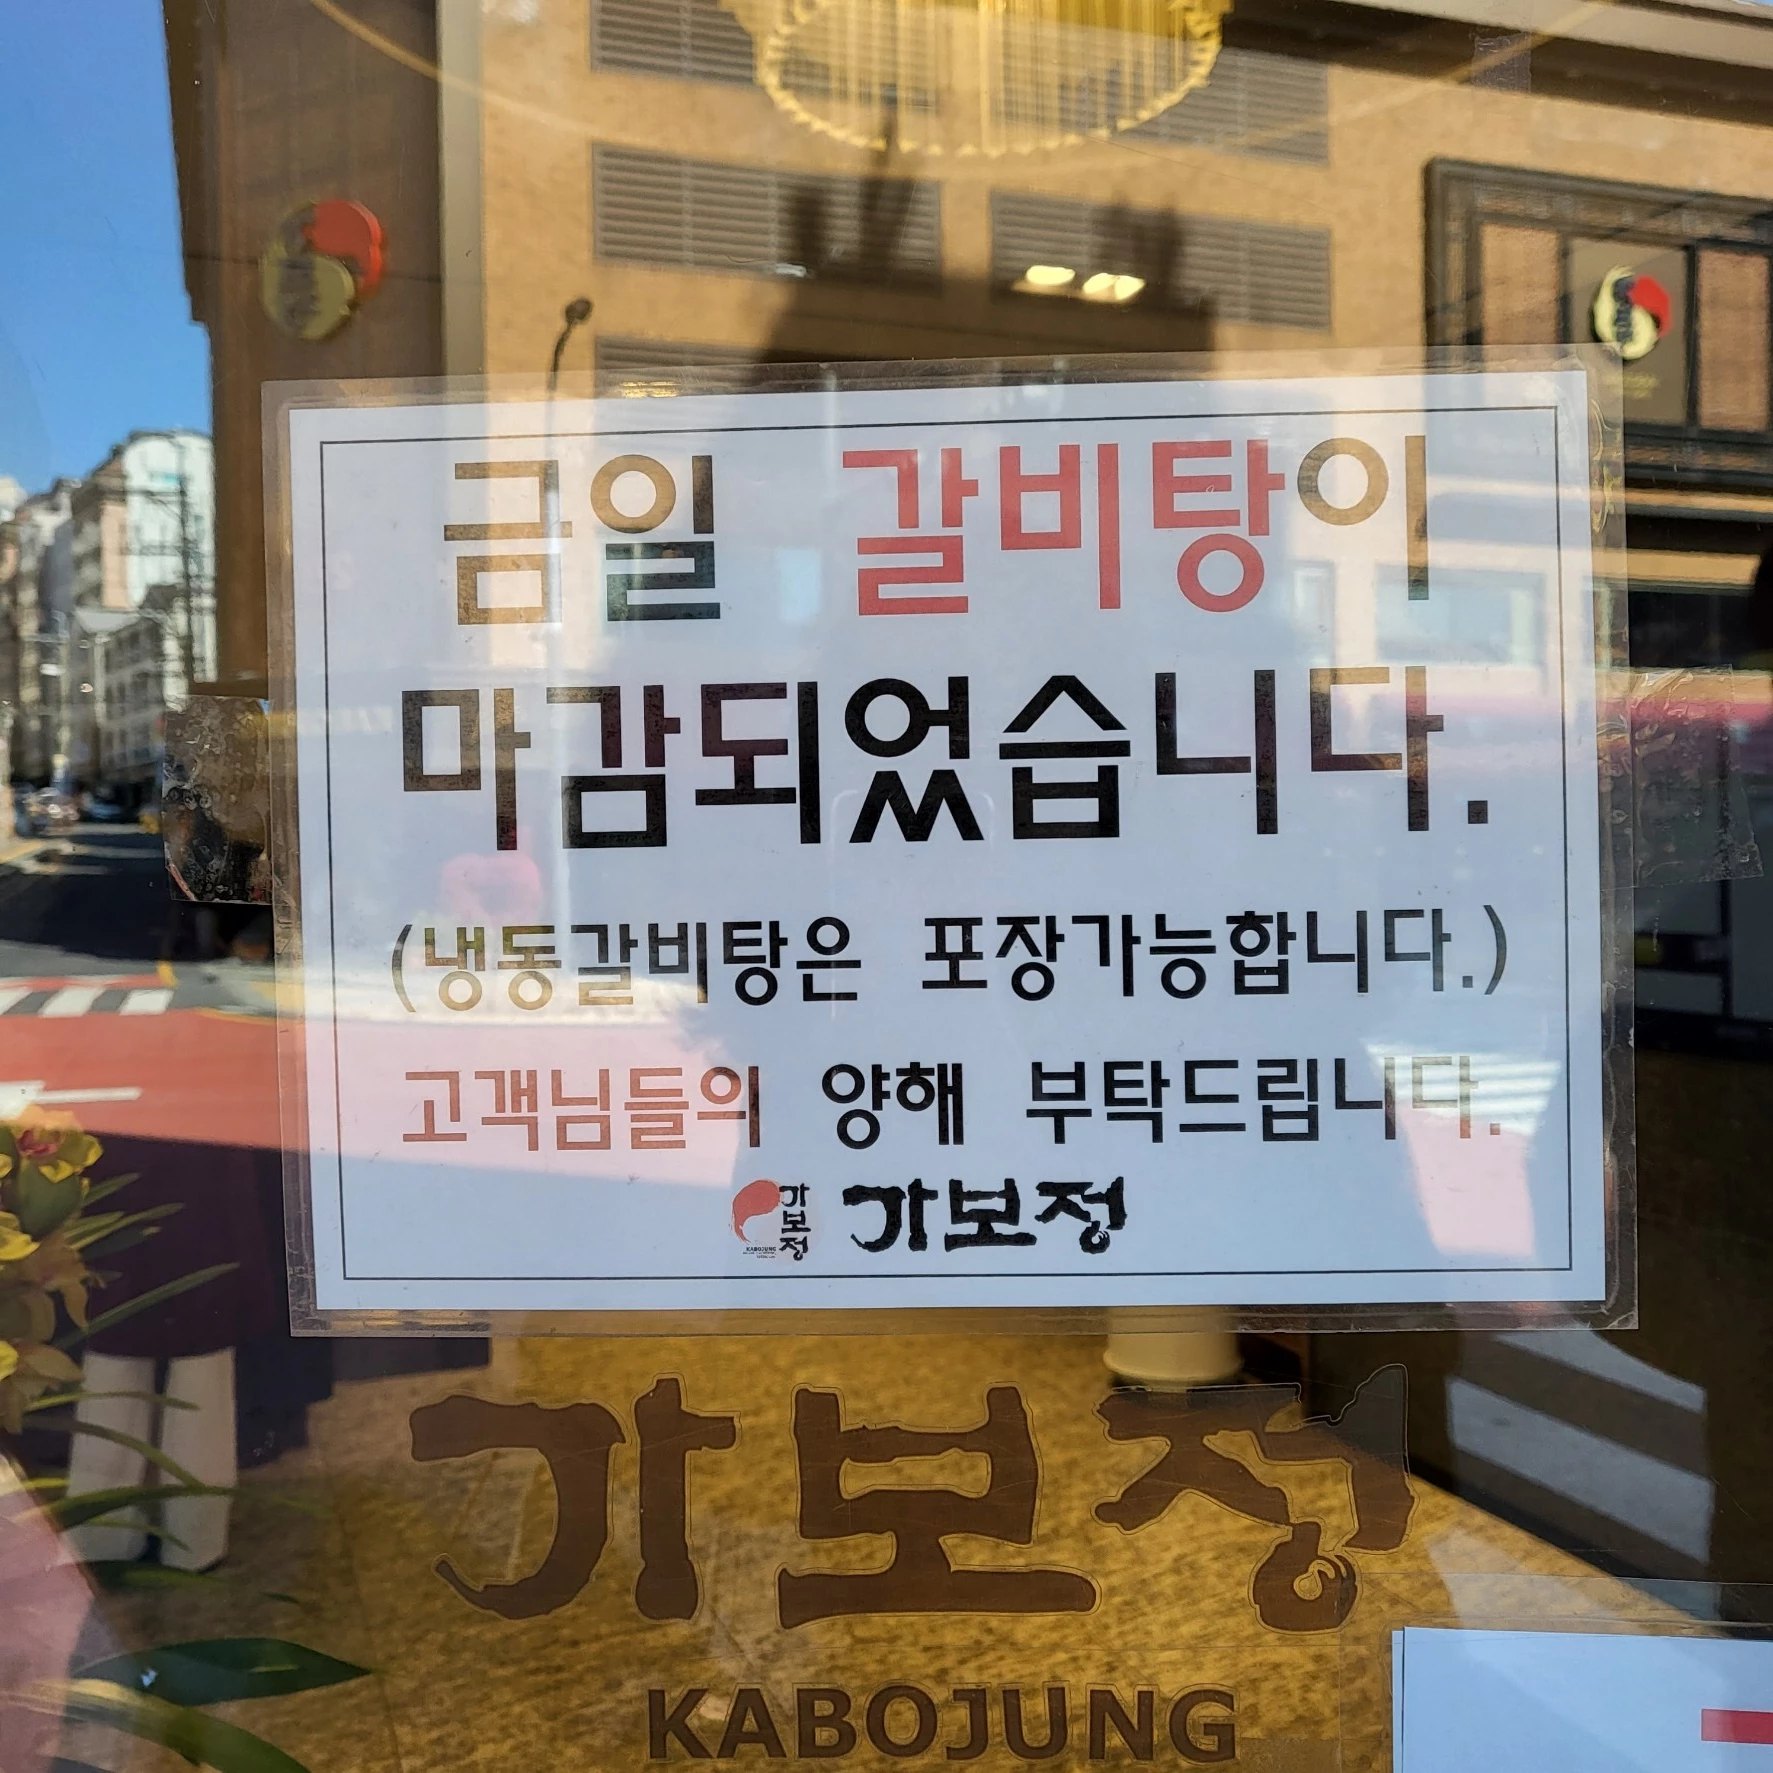 금일 갈비탕이
마감되었습니다.
(냉동갈비탕은 포장가능합니다.)
고객님들의 양해 부탁드립니다.
가보정
KABOJUNG
가보정
가보정
KABOJUNG